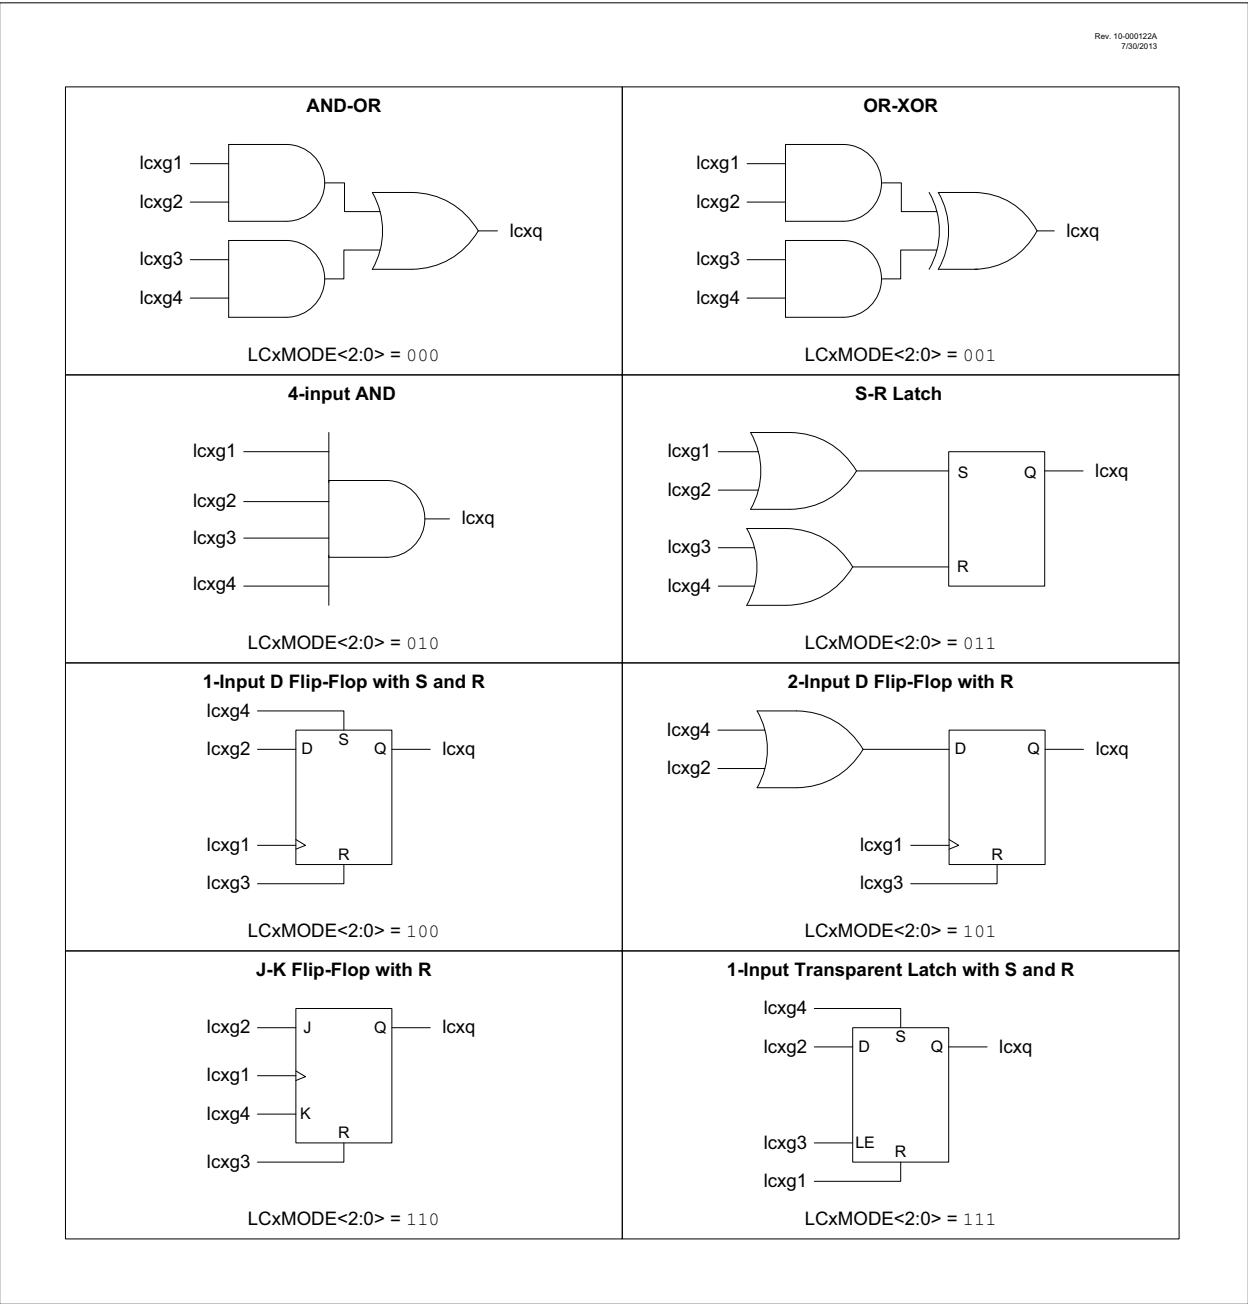 Rev. 10-000122A
7/30/2013
AND-OR
lcxg1
lcxg2
lcxg3
lcxg4
lcxq
LCxMODE<2:0> = 000
OR-XOR
lcxg1
lcxg2
lcxg3
lcxg4
lcxq
LCxMODE<2:0> = 001
4-input AND
lcxg1
lcxg2
lcxg3
lcxg4
lcxq
LCxMODE<2:0> = 010
S-R Latch
lcxg1
lcxg2
lcxg3
lcxg4
S Q lcxq
R
LCxMODE<2:0> = 011
1-Input D Flip-Flop with S and R
lcxg4
S
lcxg2 D Q lcxq
lcxg1
R
lcxg3
LCxMODE<2:0> = 100
2-Input D Flip-Flop with R
lcxg4
lcxg2
D Q lcxq
lcxg1
R
lcxg3
LCxMODE<2:0> = 101
J-K Flip-Flop with R
lcxg2 J Q lcxq
lcxg1
lcxg4 K
R
lcxg3
LCxMODE<2:0> = 110
1-Input Transparent Latch with S and R
lcxg4
S
lcxg2 D Q lcxq
lcxg3 LE
R
lcxg1
LCxMODE<2:0> = 111